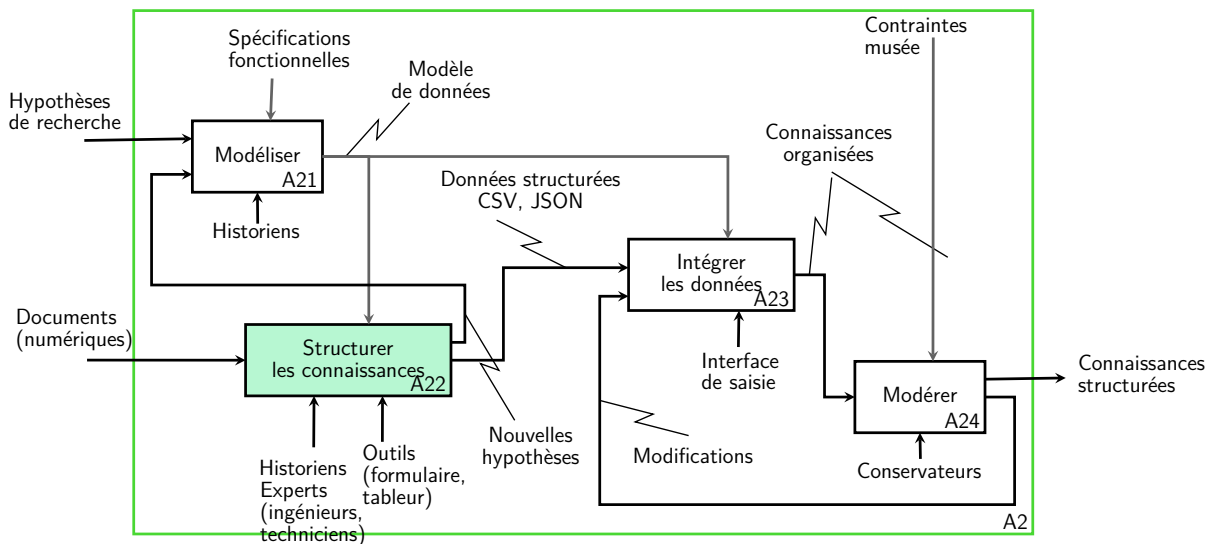 Spécifications
fonctionnelles
Contraintes
musée
Modèle
de données
Hypothèses
de recherche
Modéliser
A21
Connaissances
organisées
Données structurées
CSV, JSON
Historiens
Intégrer
les données
A23
Documents
(numériques)
Structurer
les connaissances
A22
Interface
de saisie
Connaissances
structurées
Modérer
A24
Nouvelles
hypothèses
Outils
(formulaire,
tableur)
Modifications
Conservateurs
Historiens
Experts
(ingénieurs,
techniciens)
A2